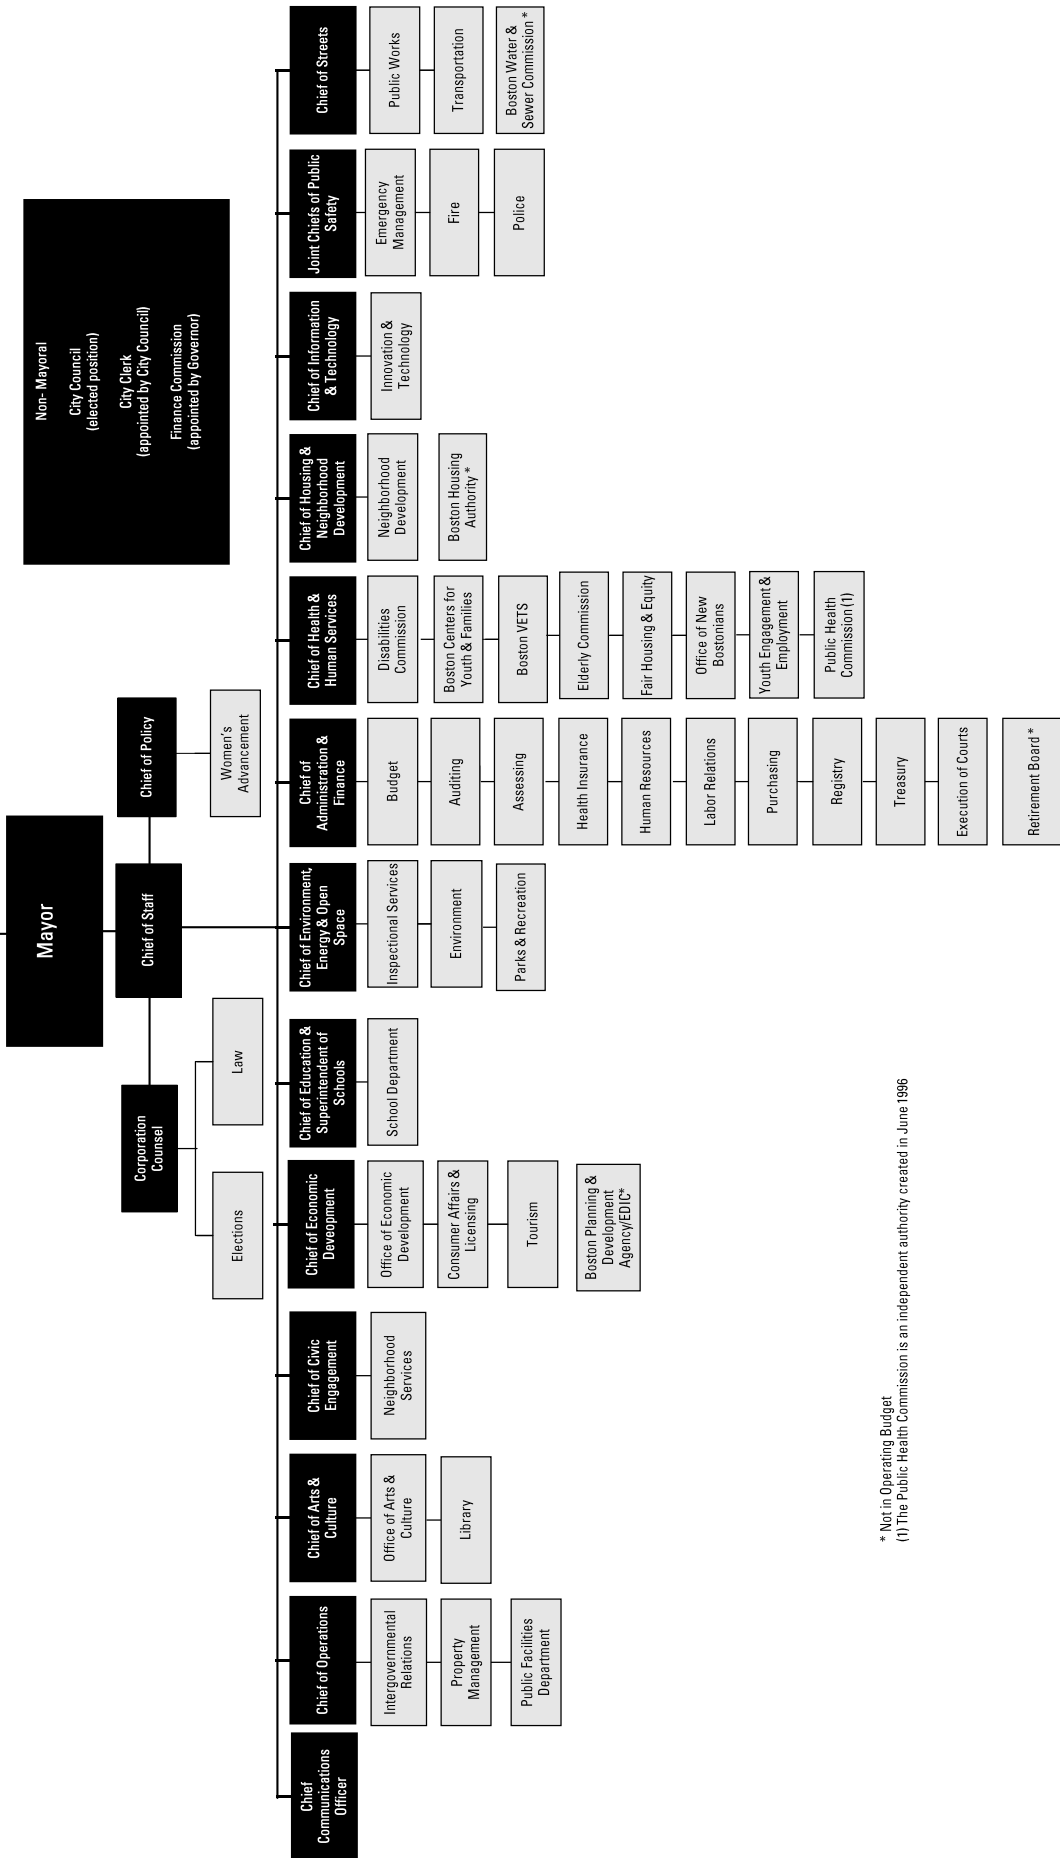 Mayor
Chief of Staff
Corporation
Counsel
Elections
Law
Chief of Policy
Women's
Advancement
Non- Mayoral
City Council
(elected position)
City Clerk
(appointed by City Council)
Finance Commission
(appointed by Governor)
Chief
Communications
Officer
Chief of Operations
Intergovernmental
Relations
Property
Management
Public Facilities
Department
Chief of Arts &
Culture
Office of Arts &
Culture
Library
Chief of Civic
Engagement
Neighborhood
Services
Chief of Economic
Deveopment
Office of Economic
Development
Consumer Affairs &
Licensing
Tourism
Boston Planning &
Development
Agency/EDIC*
Chief of Education &
Superintendent of
Schools
School Department
Chief of Environment,
Energy & Open
Space
Inspectional Services
Environment
Parks & Recreation
Chief of
Administration &
Finance
Budget
Auditing
Assessing
Health Insurance
Human Resources
Labor Relations
Purchasing
Registry
Treasury
Execution of Courts
Retirement Board *
Chief of Health &
Human Services
Disabilities
Commission
Boston Centers for
Youth & Families
Boston VETS
Elderly Commission
Fair Housing & Equity
Office of New
Bostonians
Youth Engagement &
Employment
Public Health
Commission (1)
Chief of Housing &
Neighborhood
Development
Neighborhood
Development
Boston Housing
Authority *
Chief of Information
& Technology
Innovation &
Technology
Joint Chiefs of Public
Safety
Emergency
Management
Fire
Police
Chief of Streets
Public Works
Transportation
Boston Water &
Sewer Commission *
* Not in Operating Budget
(1) The Public Health Commission is an independent authority created in June 1996